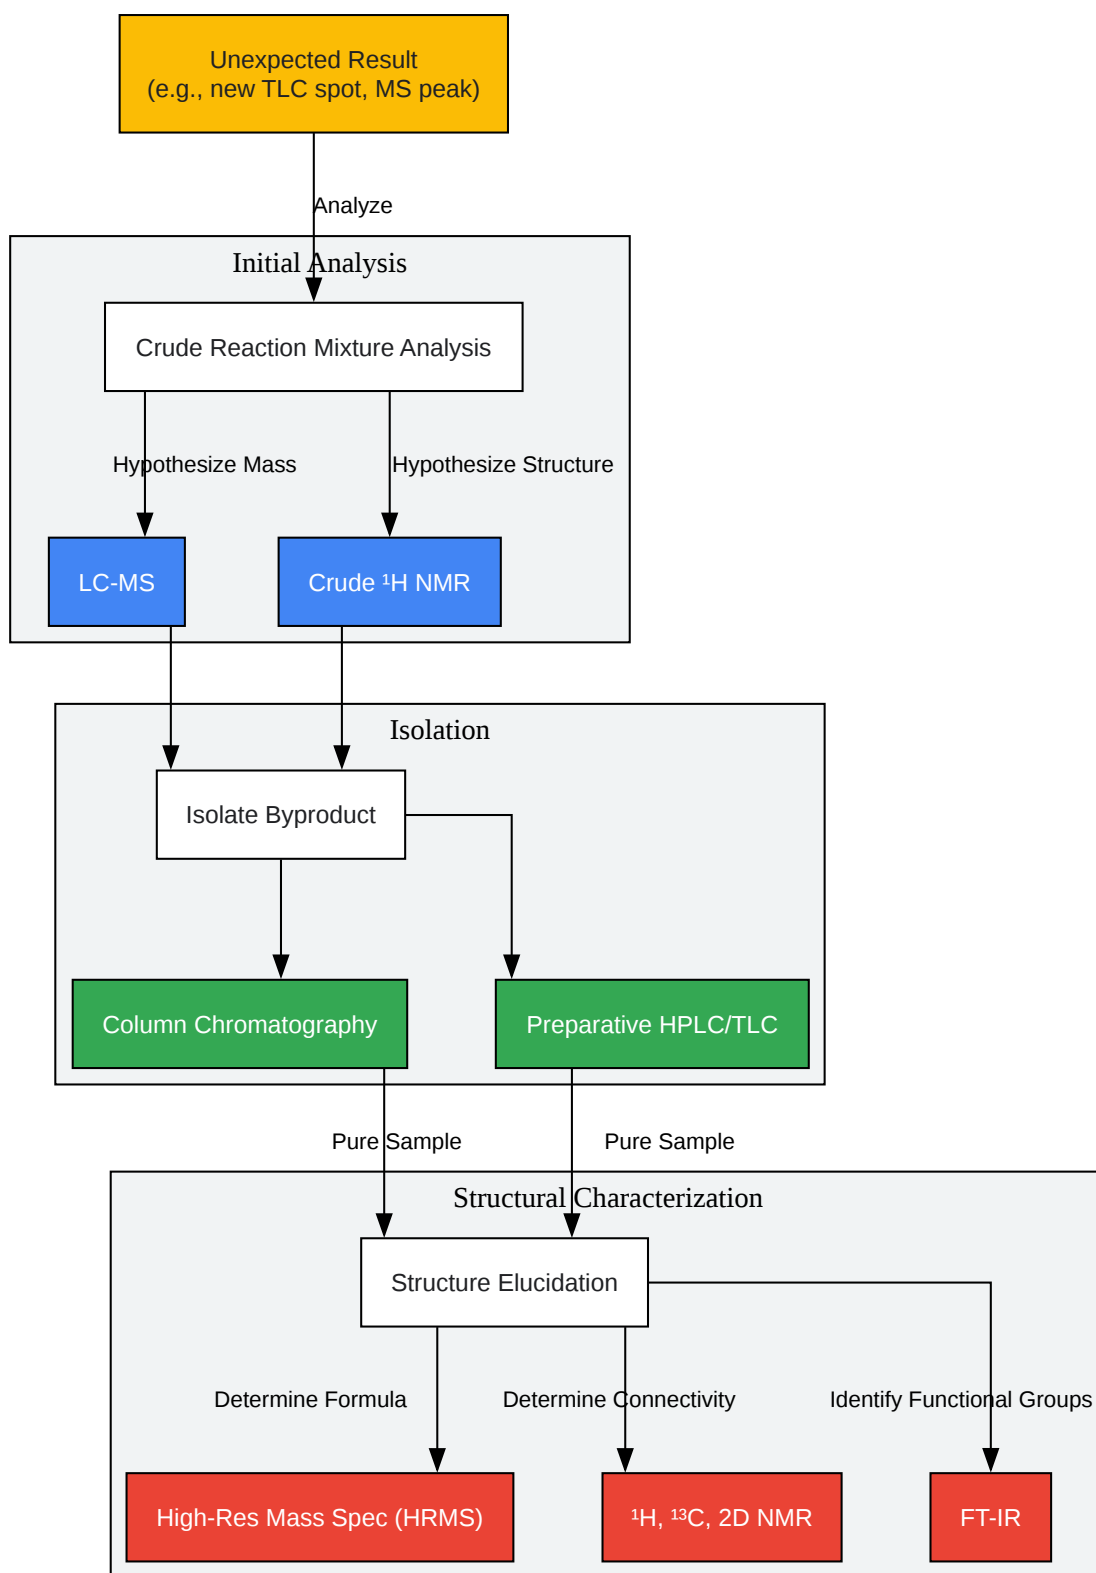 Unexpected Result
(e.g., new TLC spot, MS peak)
Analyze
Initial Analysis
Crude Reaction Mixture Analysis
Hypothesize Mass
Hypothesize Structure
LC-MS
Crude ¹H NMR
Isolation
Isolate Byproduct
Column Chromatography
Preparative HPLC/TLC
Pure Sample
Pure Sample
Structural Characterization
Structure Elucidation
Determine Formula
Determine Connectivity
Identify Functional Groups
High-Res Mass Spec (HRMS)
¹H, ¹³C, 2D NMR
FT-IR